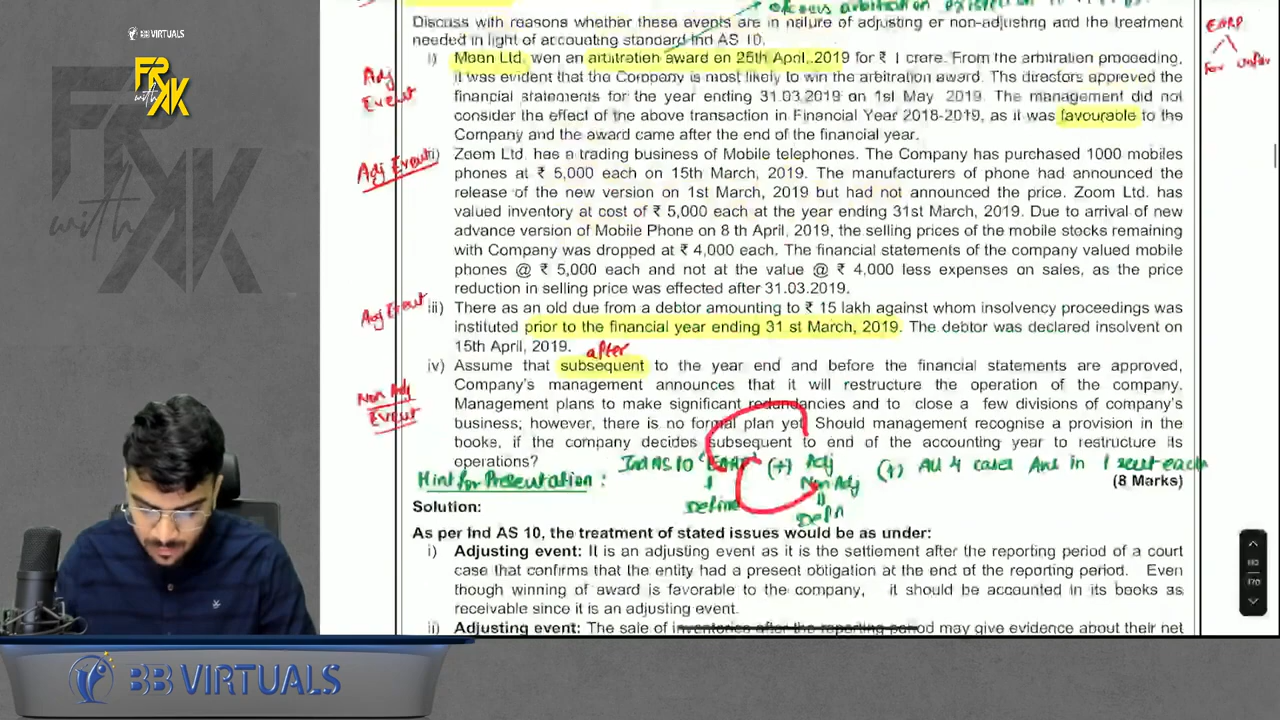 BB VIRTUALS
FR
with
AK
Discuss with reasons whether these events are in nature of adjusting or non-adjusting and the treatment
needed in light of accounting standard Ind AS 10.
EARP
Adj
Event
i) Moon Ltd. won an arbitration award on 25th April, 2019 for ₹ 1 crore. From the arbitration proceeding,
it was evident that the Company is most likely to win the arbitration award. The directors approved the
financial statements for the year ending 31.03.2019 on 1st May 2019. The management did not
consider the effect of the above transaction in Financial Year 2018-2019, as it was favourable to the
Company and the award came after the end of the financial year.
Adj Event
ii) Zoom Ltd. has a trading business of Mobile telephones. The Company has purchased 1000 mobiles
phones at ₹ 5,000 each on 15th March, 2019. The manufacturers of phone had announced the
release of the new version on 1st March, 2019 but had not announced the price. Zoom Ltd. has
valued inventory at cost of ₹ 5,000 each at the year ending 31st March, 2019. Due to arrival of new
advance version of Mobile Phone on 8 th April, 2019, the selling prices of the mobile stocks remaining
with Company was dropped at ₹ 4,000 each. The financial statements of the company valued mobile
phones @ ₹ 5,000 each and not at the value @ ₹ 4,000 less expenses on sales, as the price
reduction in selling price was effected after 31.03.2019.
Adj Event
iii) There as an old due from a debtor amounting to ₹ 15 lakh against whom insolvency proceedings was
instituted prior to the financial year ending 31 st March, 2019. The debtor was declared insolvent on
15th April, 2019.
after
Non Adj
Event
iv) Assume that subsequent to the year end and before the financial statements are approved,
Company's management announces that it will restructure the operation of the company.
Management plans to make significant redundancies and to close a few divisions of company's
business; however, there is no formal plan yet. Should management recognise a provision in the
books, if the company decides subsequent to end of the accounting year to restructure its
operations?
(8 Marks)
Hint for Presentation : Ind AS 10 'EARP' (+) Adj (+) All 4 cases Ans in 1 sent each
Non Adj
Define
Defn
Solution:
As per Ind AS 10, the treatment of stated issues would be as under:
i) Adjusting event: It is an adjusting event as it is the settlement after the reporting period of a court
case that confirms that the entity had a present obligation at the end of the reporting period. Even
though winning of award is favorable to the company, it should be accounted in its books as
receivable since it is an adjusting event.
ii) Adjusting event: The sale of inventories after the reporting period may give evidence about their net
BB VIRTUALS